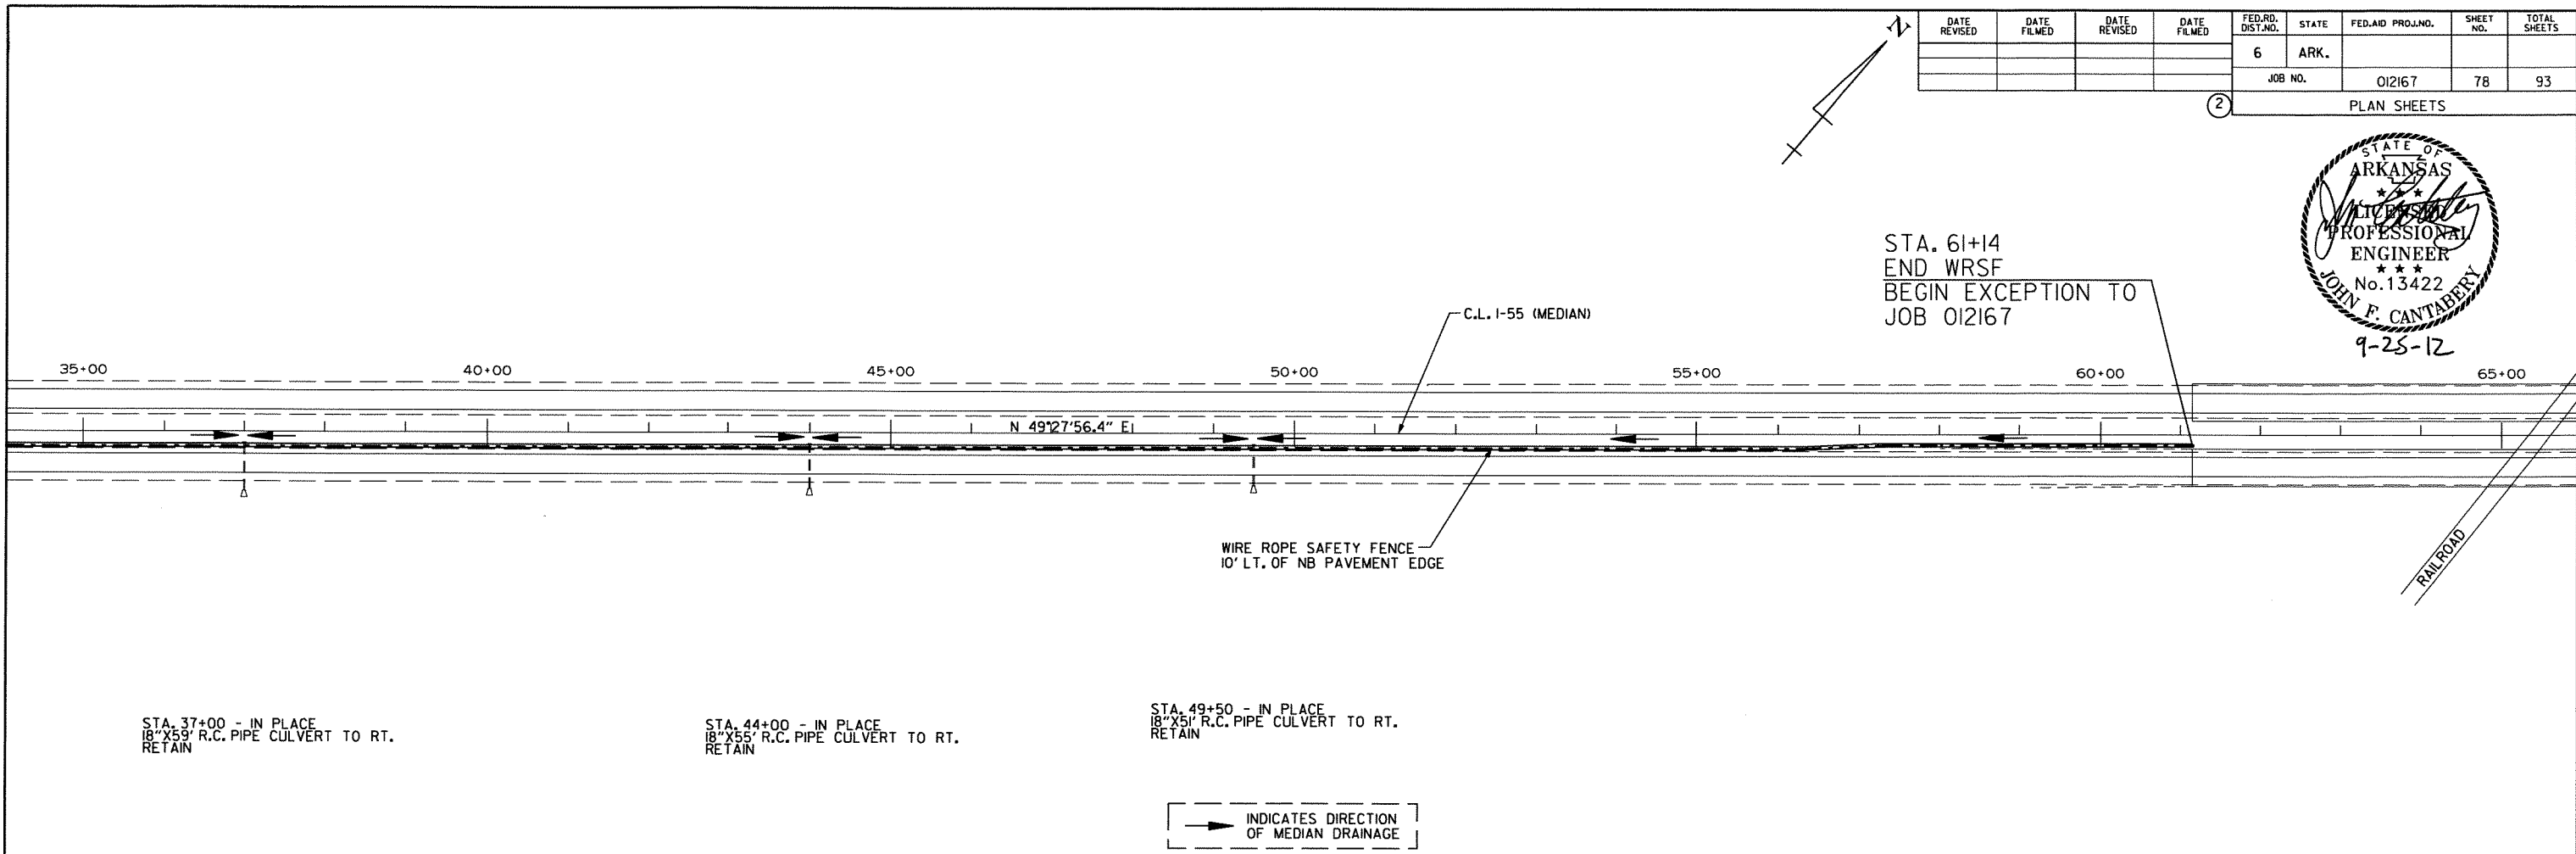 N
DATE REVISED
DATE FILMED
DATE REVISED
DATE FILMED
FED.RD. DIST.NO.
STATE
FED.AID PROJ.NO.
SHEET NO.
TOTAL SHEETS
6
ARK.
JOB NO.
012167
78
93
2
PLAN SHEETS
STATE OF
ARKANSAS
★ ★ ★
LICENSED
PROFESSIONAL
ENGINEER
★ ★ ★
No.13422
JOHN F. CANTABERY
9-25-12
STA. 61+14
END WRSF
BEGIN EXCEPTION TO
JOB 012167
C.L. I-55 (MEDIAN)
35+00
40+00
45+00
50+00
55+00
60+00
65+00
N 49°27'56.4" E
WIRE ROPE SAFETY FENCE
10' LT. OF NB PAVEMENT EDGE
RAILROAD
STA. 37+00 - IN PLACE
18"X59' R.C. PIPE CULVERT TO RT.
RETAIN
STA. 44+00 - IN PLACE
18"X55' R.C. PIPE CULVERT TO RT.
RETAIN
STA. 49+50 - IN PLACE
18"X51' R.C. PIPE CULVERT TO RT.
RETAIN
INDICATES DIRECTION
OF MEDIAN DRAINAGE